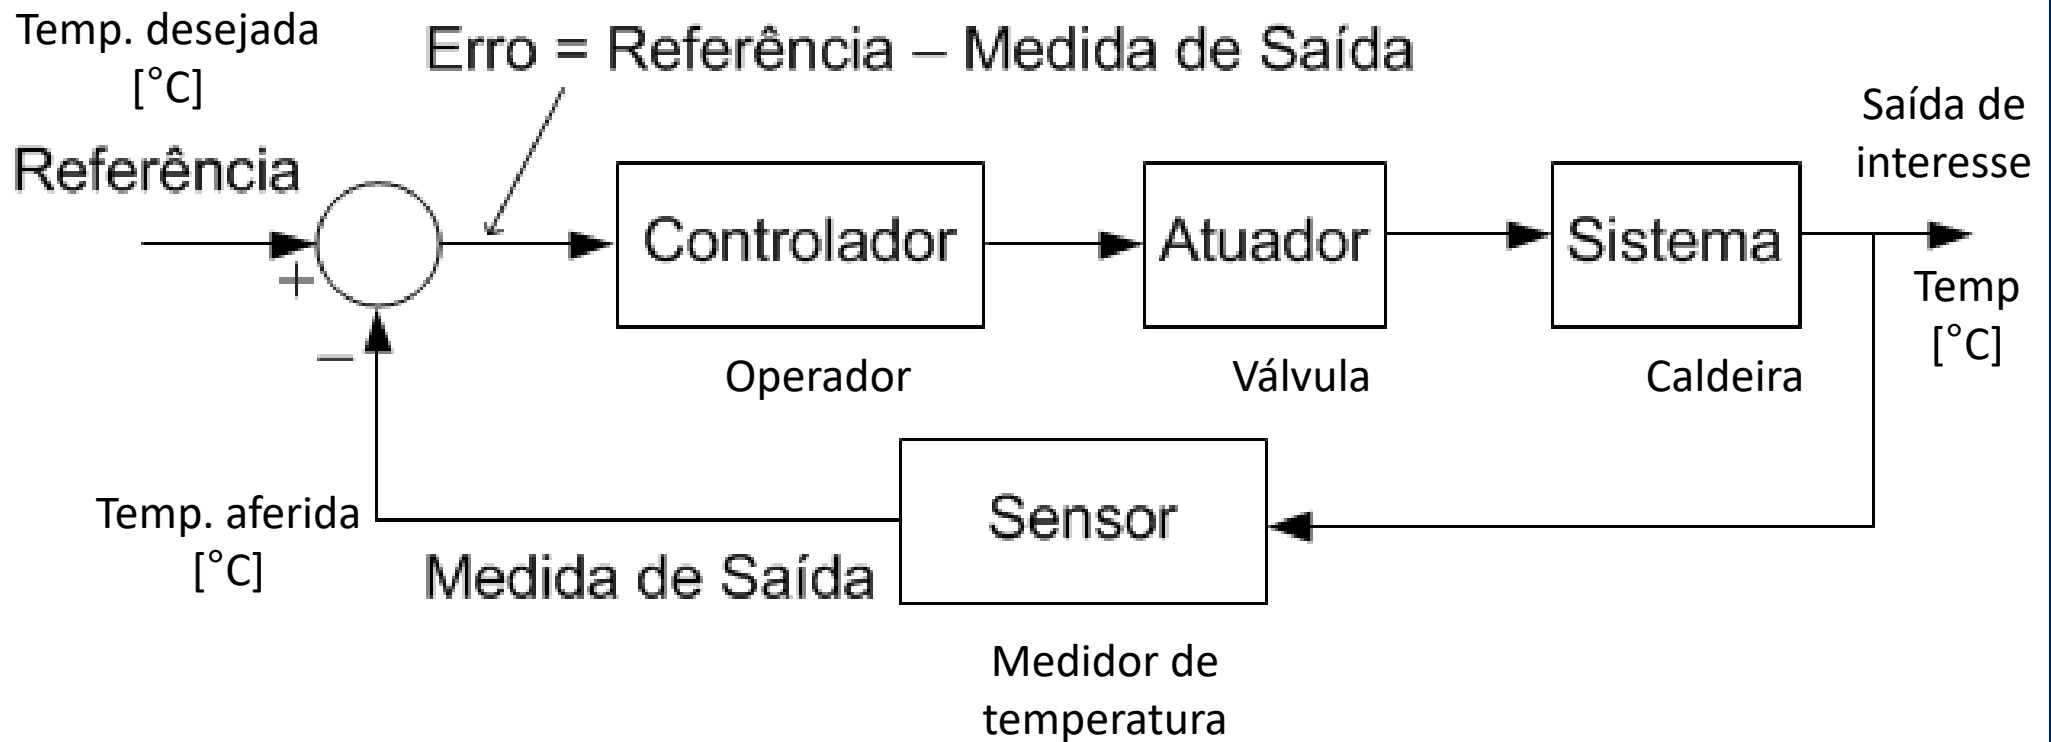 Temp. desejada
[°C]
Erro = Referência – Medida de Saída
Saída de
interesse
Referência
+
–
Controlador
Atuador
Sistema
Temp
[°C]
Operador
Válvula
Caldeira
Temp. aferida
[°C]
Sensor
Medida de Saída
Medidor de
temperatura